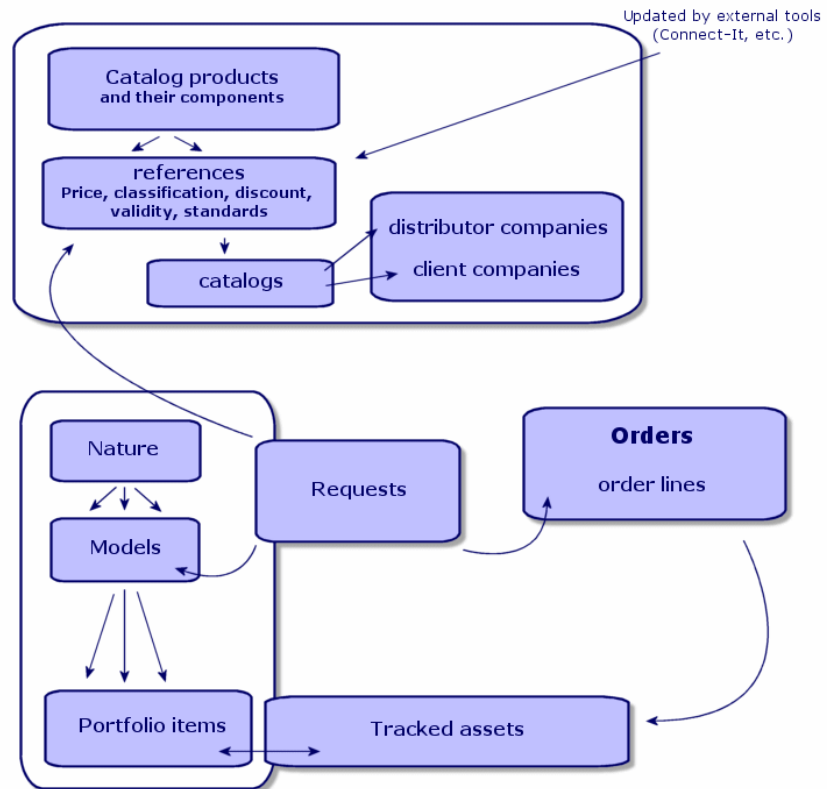 Updated by external tools
(Connect-It, etc.)
Catalog products
and their components
references
Price, classification, discount,
validity, standards
distributor companies
client companies
catalogs
Nature
Models
Requests
Orders
order lines
Portfolio items
Tracked assets